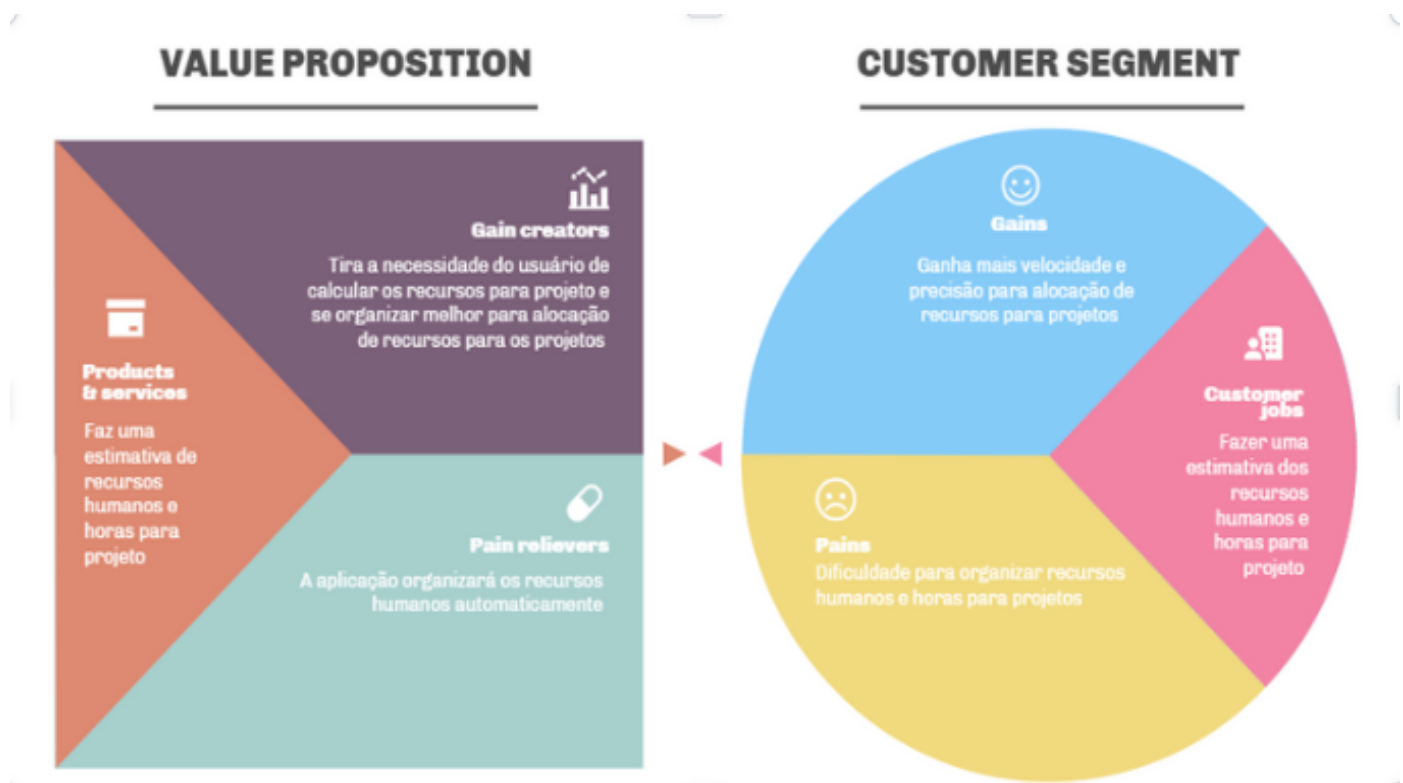 VALUE PROPOSITION
Gain creators
Tira a necessidade do usuário de
calcular os recursos para projeto e
se organizar melhor para alocação
de recursos para os projetos
Products
& services
Faz uma
estimativa de
recursos
humanos e
horas para
projeto
Pain relievers
A aplicação organizará os recursos
humanos automaticamente
CUSTOMER SEGMENT
Gains
Ganha mais velocidade e
precisão para alocação de
recursos para projetos
Customer
jobs
Fazer uma
estimativa dos
recursos
humanos e
horas para
projeto
Pains
Dificuldade para organizar recursos
humanos e horas para projetos